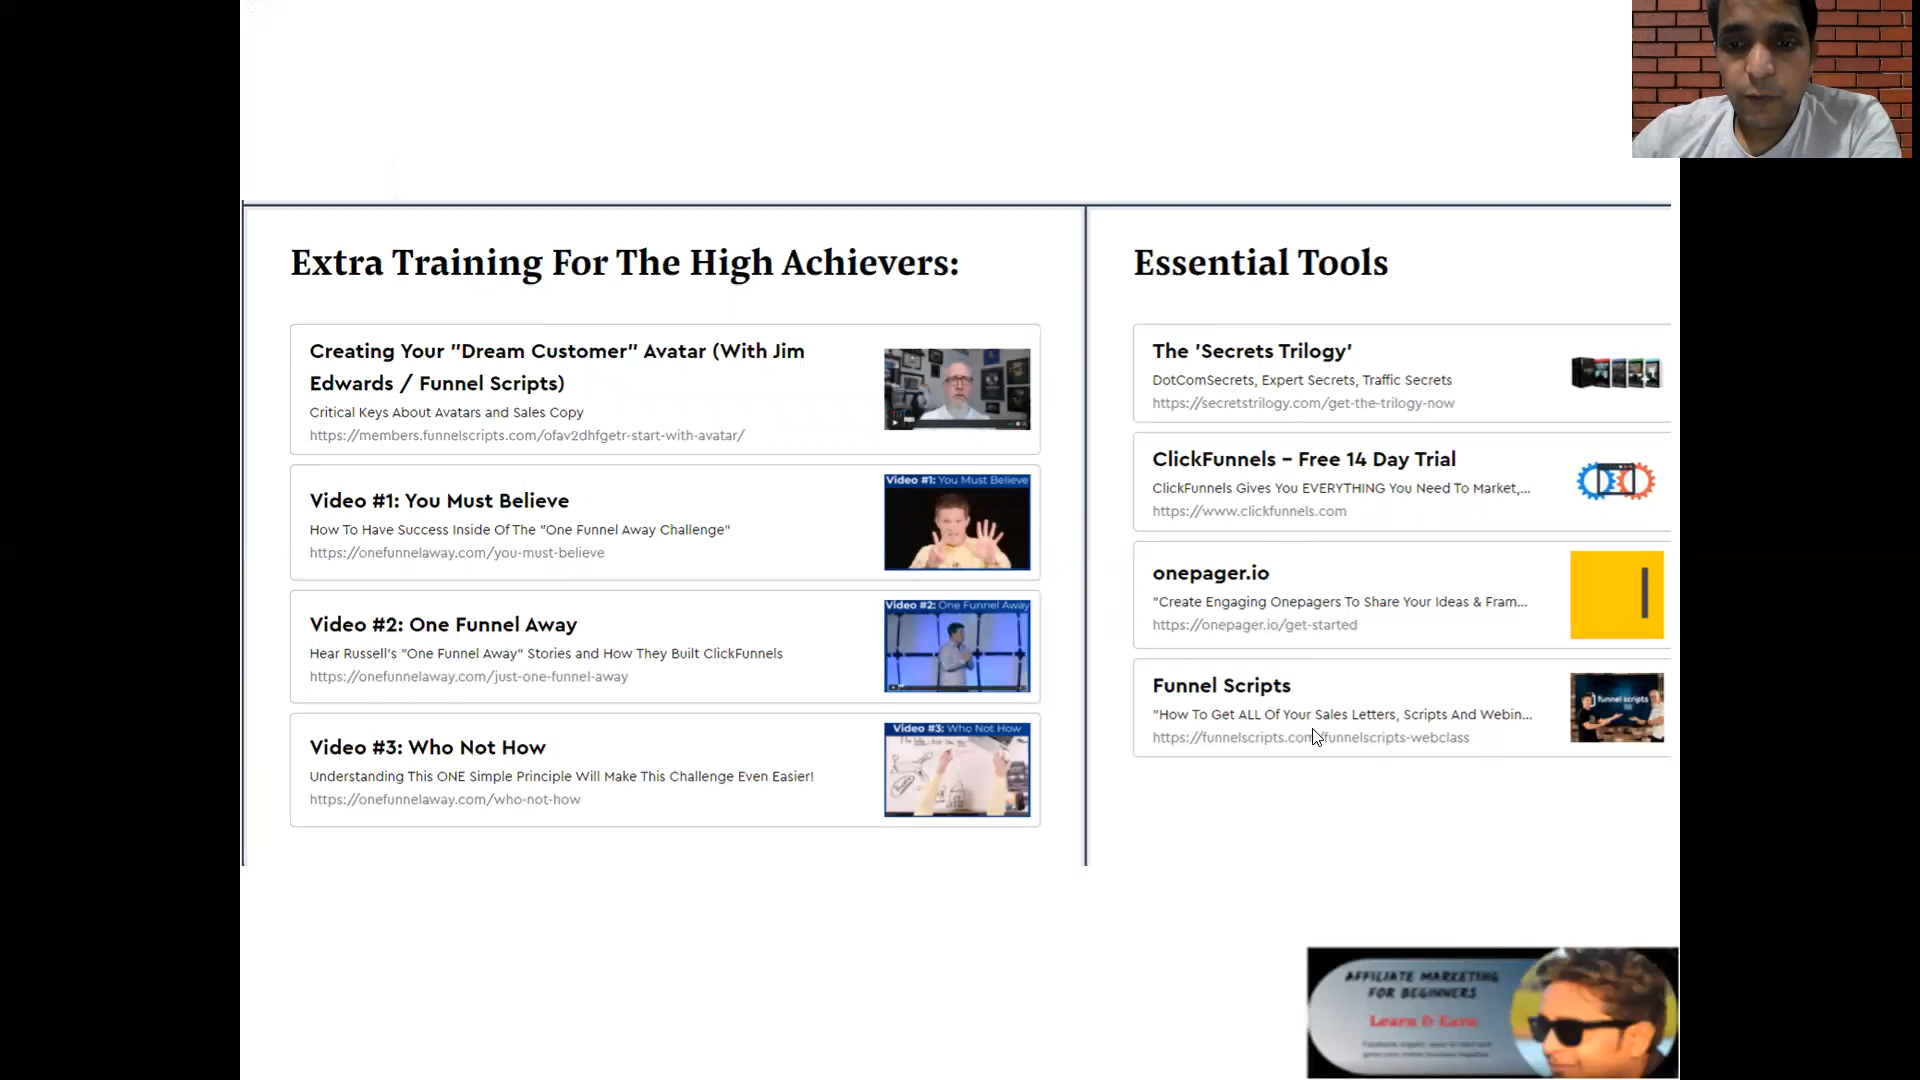 Extra Training For The High Achievers:
Creating Your "Dream Customer" Avatar (With Jim
Edwards / Funnel Scripts)
Critical Keys About Avatars and Sales Copy
https://members.funnelscripts.com/ofav2dhfgetr-start-with-avatar/
Video #1: You Must Believe
How To Have Success Inside Of The "One Funnel Away Challenge"
https://onefunnelaway.com/you-must-believe
Video #1: You Must Believe
Video #2: One Funnel Away
Hear Russell's "One Funnel Away" Stories and How They Built ClickFunnels
https://onefunnelaway.com/just-one-funnel-away
Video #2: One Funnel Away
Video #3: Who Not How
Understanding This ONE Simple Principle Will Make This Challenge Even Easier!
https://onefunnelaway.com/who-not-how
Video #3: Who Not How
Essential Tools
The 'Secrets Trilogy'
DotComSecrets, Expert Secrets, Traffic Secrets
https://secretstrilogy.com/get-the-trilogy-now
ClickFunnels – Free 14 Day Trial
ClickFunnels Gives You EVERYTHING You Need To Market,...
https://www.clickfunnels.com
onepager.io
"Create Engaging Onepagers To Share Your Ideas & Fram...
https://onepager.io/get-started
Funnel Scripts
"How To Get ALL Of Your Sales Letters, Scripts And Webin...
https://funnelscripts.com/funnelscripts-webclass
funnel scripts
AFFILIATE MARKETING
FOR BEGINNERS
Learn & Earn